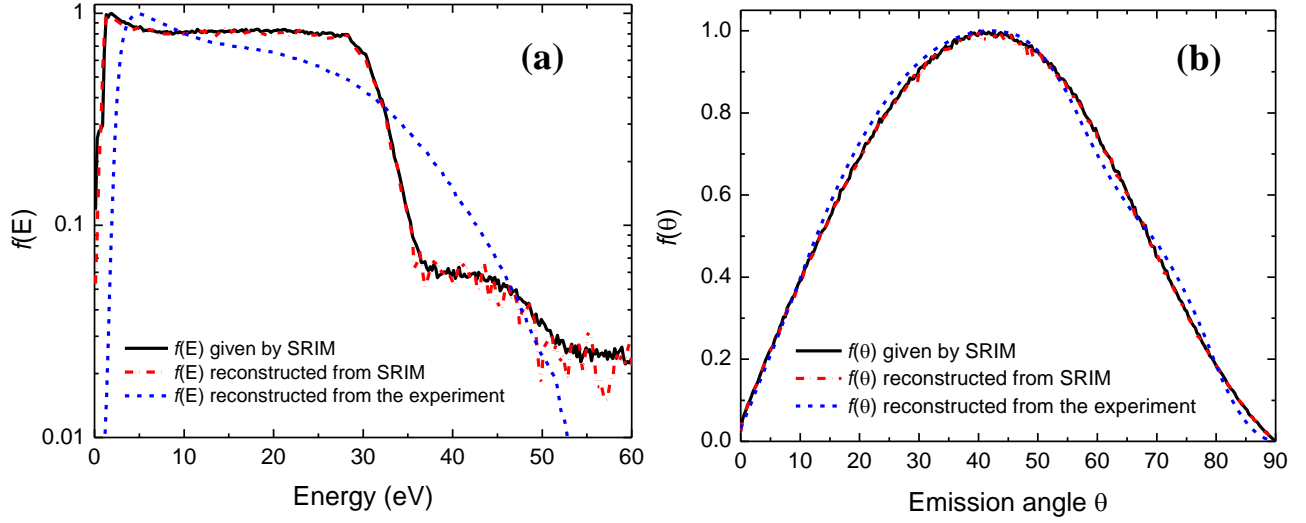 (a)
1
0.1
0.01
f(E)
f(E) given by SRIM
f(E) reconstructed from SRIM
f(E) reconstructed from the experiment
0 10 20 30 40 50 60
Energy (eV)
(b)
1.0
0.8
0.6
0.4
0.2
0.0
f(θ)
f(θ) given by SRIM
f(θ) reconstructed from SRIM
f(θ) reconstructed from the experiment
0 10 20 30 40 50 60 70 80 90
Emission angle θ